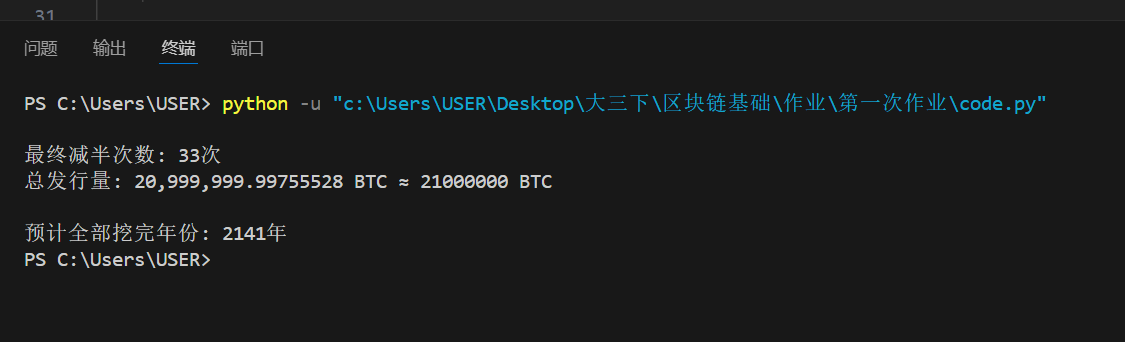 31
问题 输出 终端 端口
PS C:\Users\USER> python -u "c:\Users\USER\Desktop\大三下\区块链基础\作业\第一次作业\code.py"
最终减半次数: 33次
总发行量: 20,999,999.99755528 BTC ≈ 21000000 BTC
预计全部挖完年份: 2141年
PS C:\Users\USER>